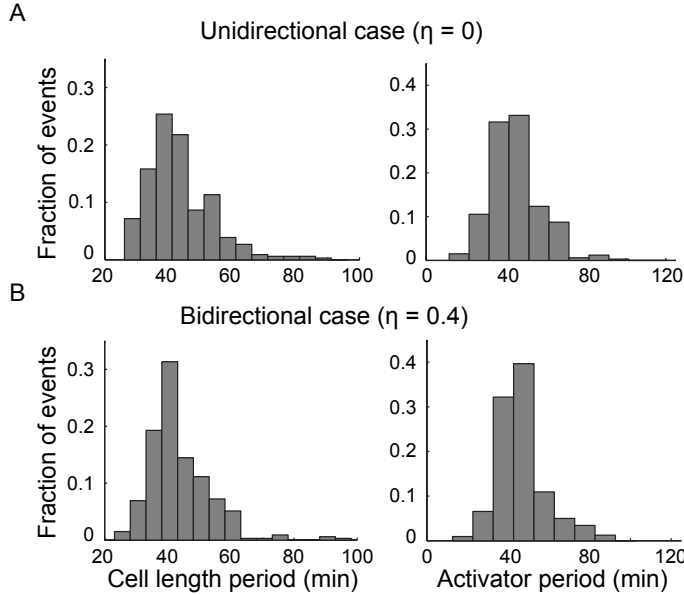 A
Unidirectional case (η = 0)
Fraction of events
0.3
0.2
0.1
0
20 40 60 80 100
0.4
0.3
0.2
0.1
0
0 40 80 120
B
Bidirectional case (η = 0.4)
Fraction of events
0.3
0.2
0.1
0
20 40 60 80 100
Cell length period (min)
0.4
0.3
0.2
0.1
0
0 40 80 120
Activator period (min)